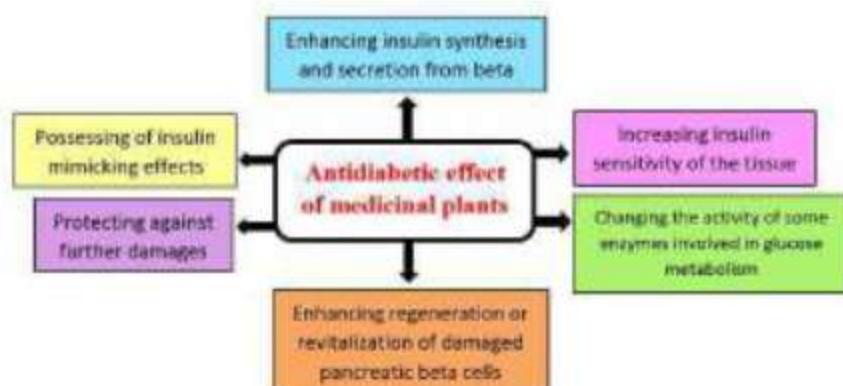 Enhancing insulin synthesis
and secretion from beta
Possessing of insulin
mimicking effects
Antidiabetic effect
of medicinal plants
Increasing insulin
sensitivity of the tissue
Protecting against
further damages
Changing the activity of some
enzymes involved in glucose
metabolism
Enhancing regeneration or
revitalization of damaged
pancreatic beta cells